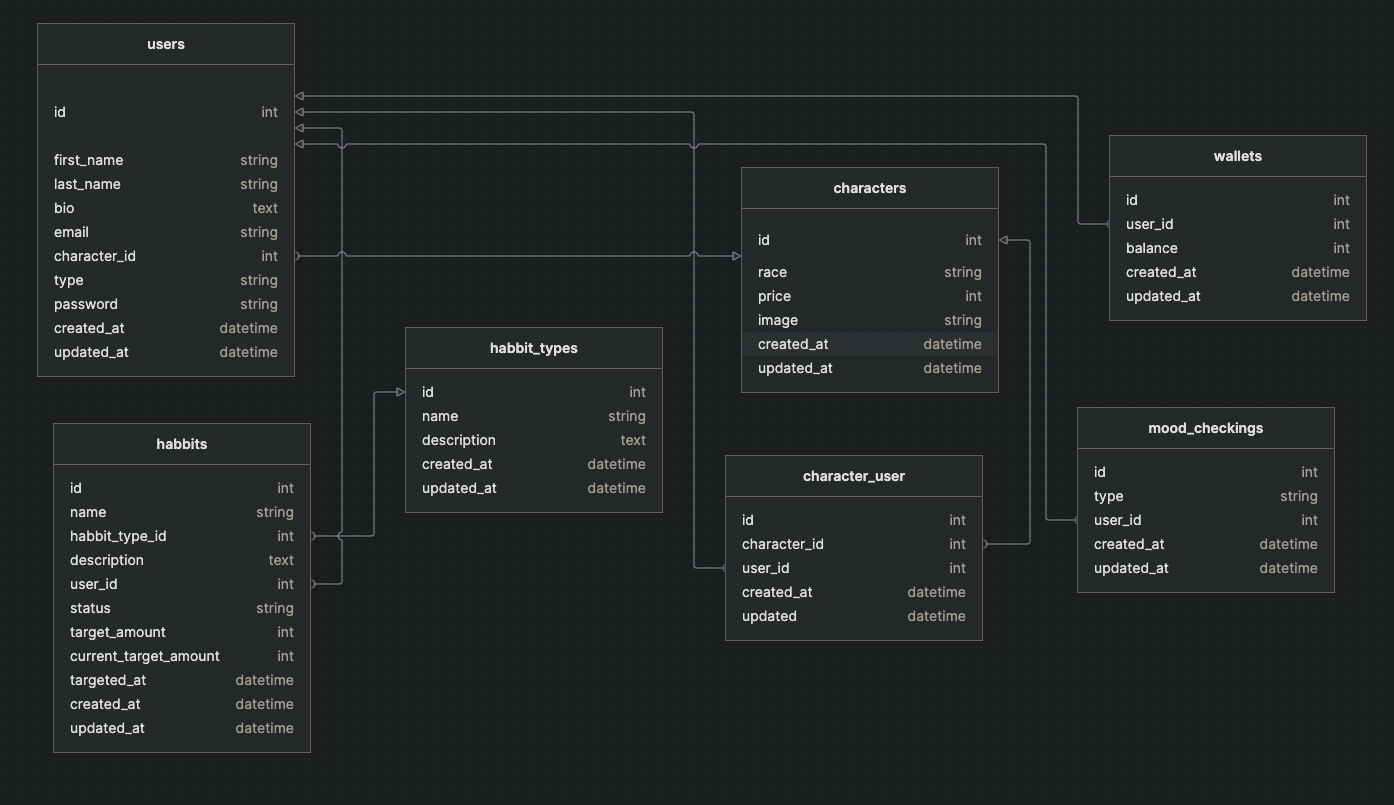 users
id int
first_name string
last_name string
bio text
email string
character_id int
type string
password string
created_at datetime
updated_at datetime
characters
id int
race string
price int
image string
created_at datetime
updated_at datetime
wallets
id int
user_id int
balance int
created_at datetime
updated_at datetime
habbit_types
id int
name string
description text
created_at datetime
updated_at datetime
habbits
id int
name string
habbit_type_id int
description text
user_id int
status string
target_amount int
current_target_amount int
targeted_at datetime
created_at datetime
updated_at datetime
character_user
id int
character_id int
user_id int
created_at datetime
updated datetime
mood_checkings
id int
type string
user_id int
created_at datetime
updated_at datetime